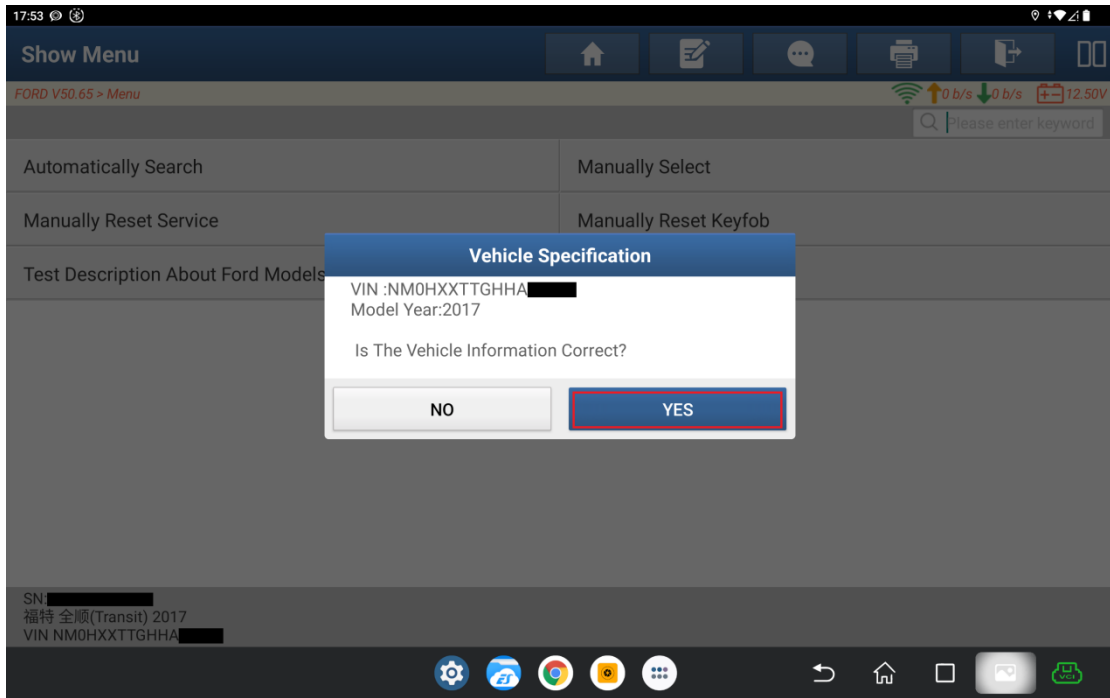 17:53
Show Menu
FORD V50.65 > Menu
0 b/s 0 b/s 12.50V
Please enter keyword
Automatically Search
Manually Select
Manually Reset Service
Manually Reset Keyfob
Test Description About Ford Models
Vehicle Specification
VIN :NM0HXXTTGHHA
Model Year:2017
Is The Vehicle Information Correct?
NO
YES
SN:
福特 全顺(Transit) 2017
VIN NM0HXXTTGHHA
ES
VCI